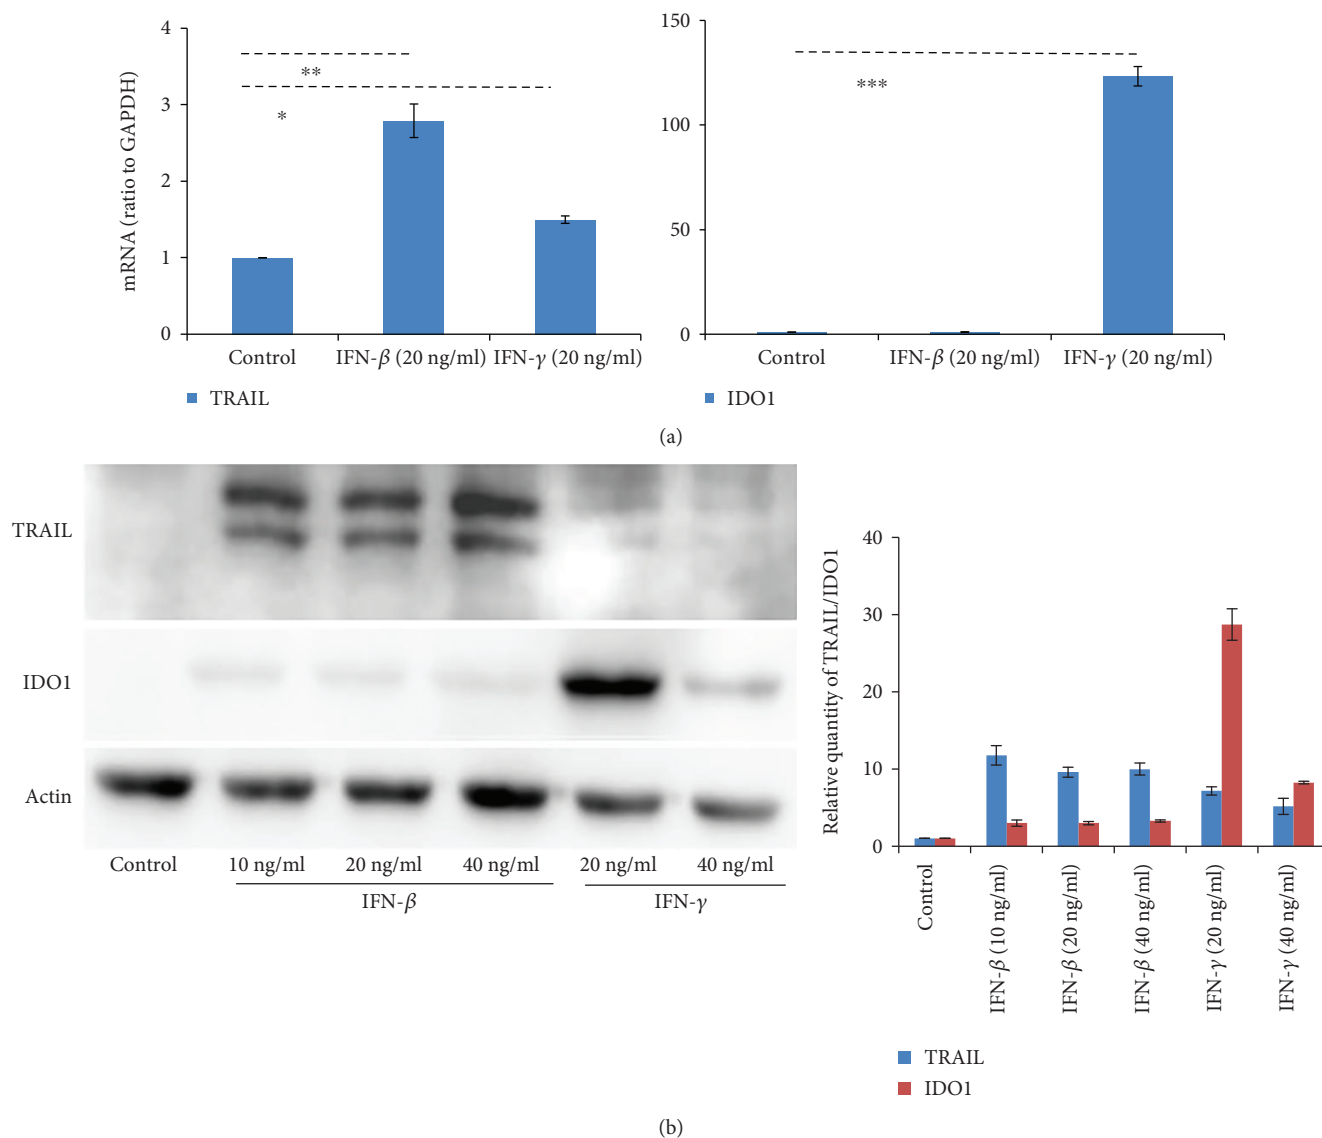 mRNA (ratio to GAPDH)
4
3
2
1
0
**
*
Control
IFN-β (20 ng/ml)
IFN-γ (20 ng/ml)
TRAIL
150
100
50
0
***
Control
IFN-β (20 ng/ml)
IFN-γ (20 ng/ml)
IDO1
(a)
TRAIL
IDO1
Actin
Control
10 ng/ml
20 ng/ml
40 ng/ml
20 ng/ml
40 ng/ml
IFN-β
IFN-γ
Relative quantity of TRAIL/IDO1
40
30
20
10
0
Control
IFN-β (10 ng/ml)
IFN-β (20 ng/ml)
IFN-β (40 ng/ml)
IFN-γ (20 ng/ml)
IFN-γ (40 ng/ml)
TRAIL
IDO1
(b)